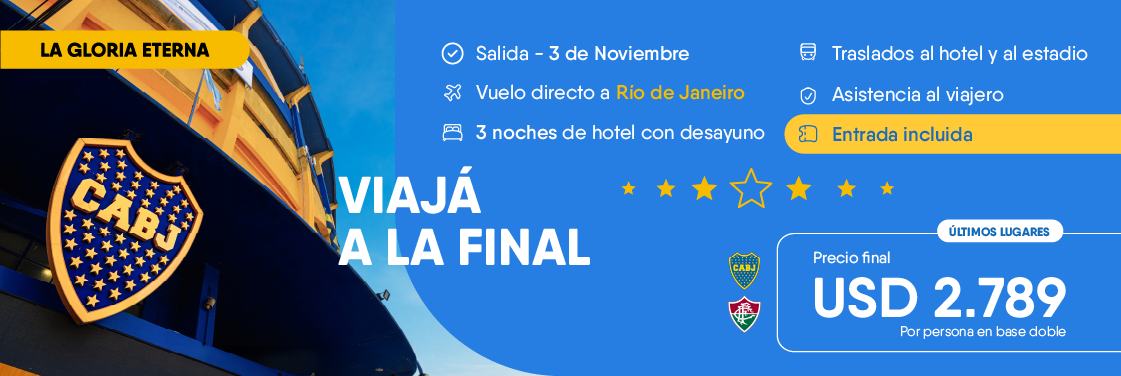 LA GLORIA ETERNA
CABJ
VIAJÁ
A LA FINAL
Salida - 3 de Noviembre
Vuelo directo a Río de Janeiro
3 noches de hotel con desayuno
Traslados al hotel y al estadio
Asistencia al viajero
Entrada incluida
CABJ
ÚLTIMOS LUGARES
Precio final
USD 2.789
Por persona en base doble